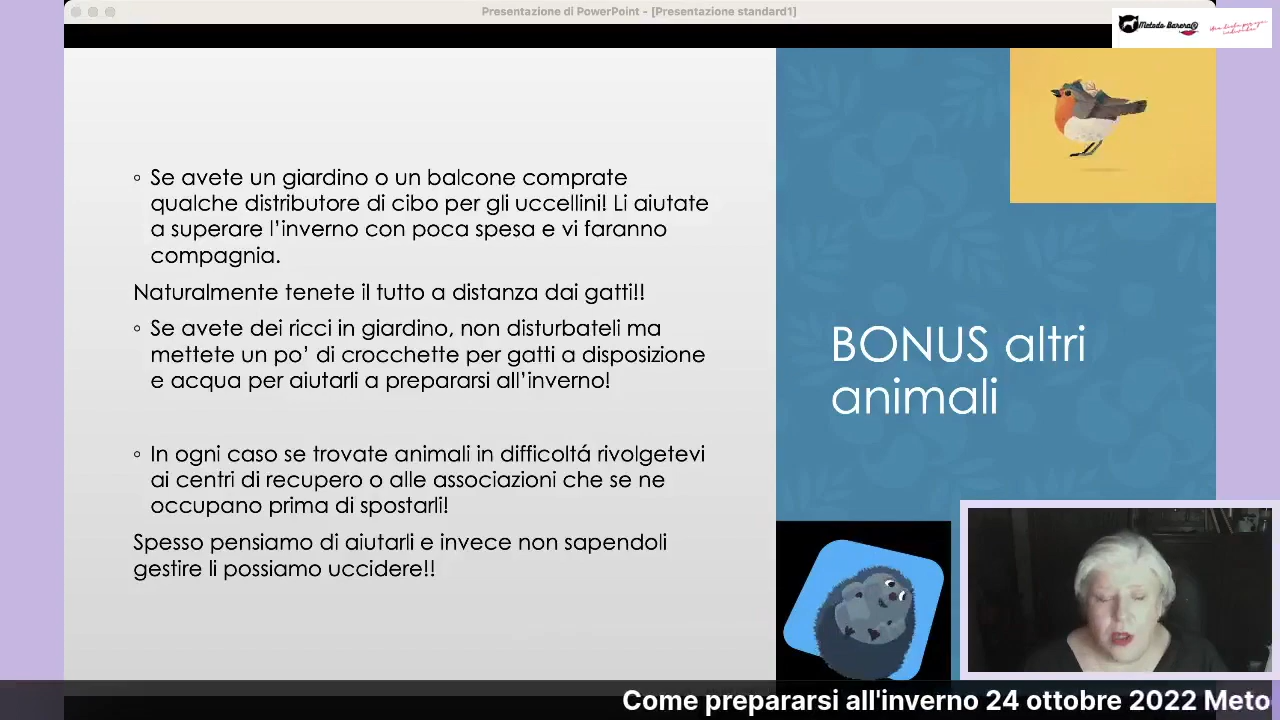 Presentazione di PowerPoint - [Presentazione standard1]
Metodo Barera@
◦ Se avete un giardino o un balcone comprate
qualche distributore di cibo per gli uccellini! Li aiutate
a superare l'inverno con poca spesa e vi faranno
compagnia.
Naturalmente tenete il tutto a distanza dai gatti!!
◦ Se avete dei ricci in giardino, non disturbateli ma
mettete un po' di crocchette per gatti a disposizione
e acqua per aiutarli a prepararsi all'inverno!
◦ In ogni caso se trovate animali in difficoltá rivolgetevi
ai centri di recupero o alle associazioni che se ne
occupano prima di spostarli!
Spesso pensiamo di aiutarli e invece non sapendoli
gestire li possiamo uccidere!!
BONUS altri
animali
Come prepararsi all'inverno 24 ottobre 2022 Meto